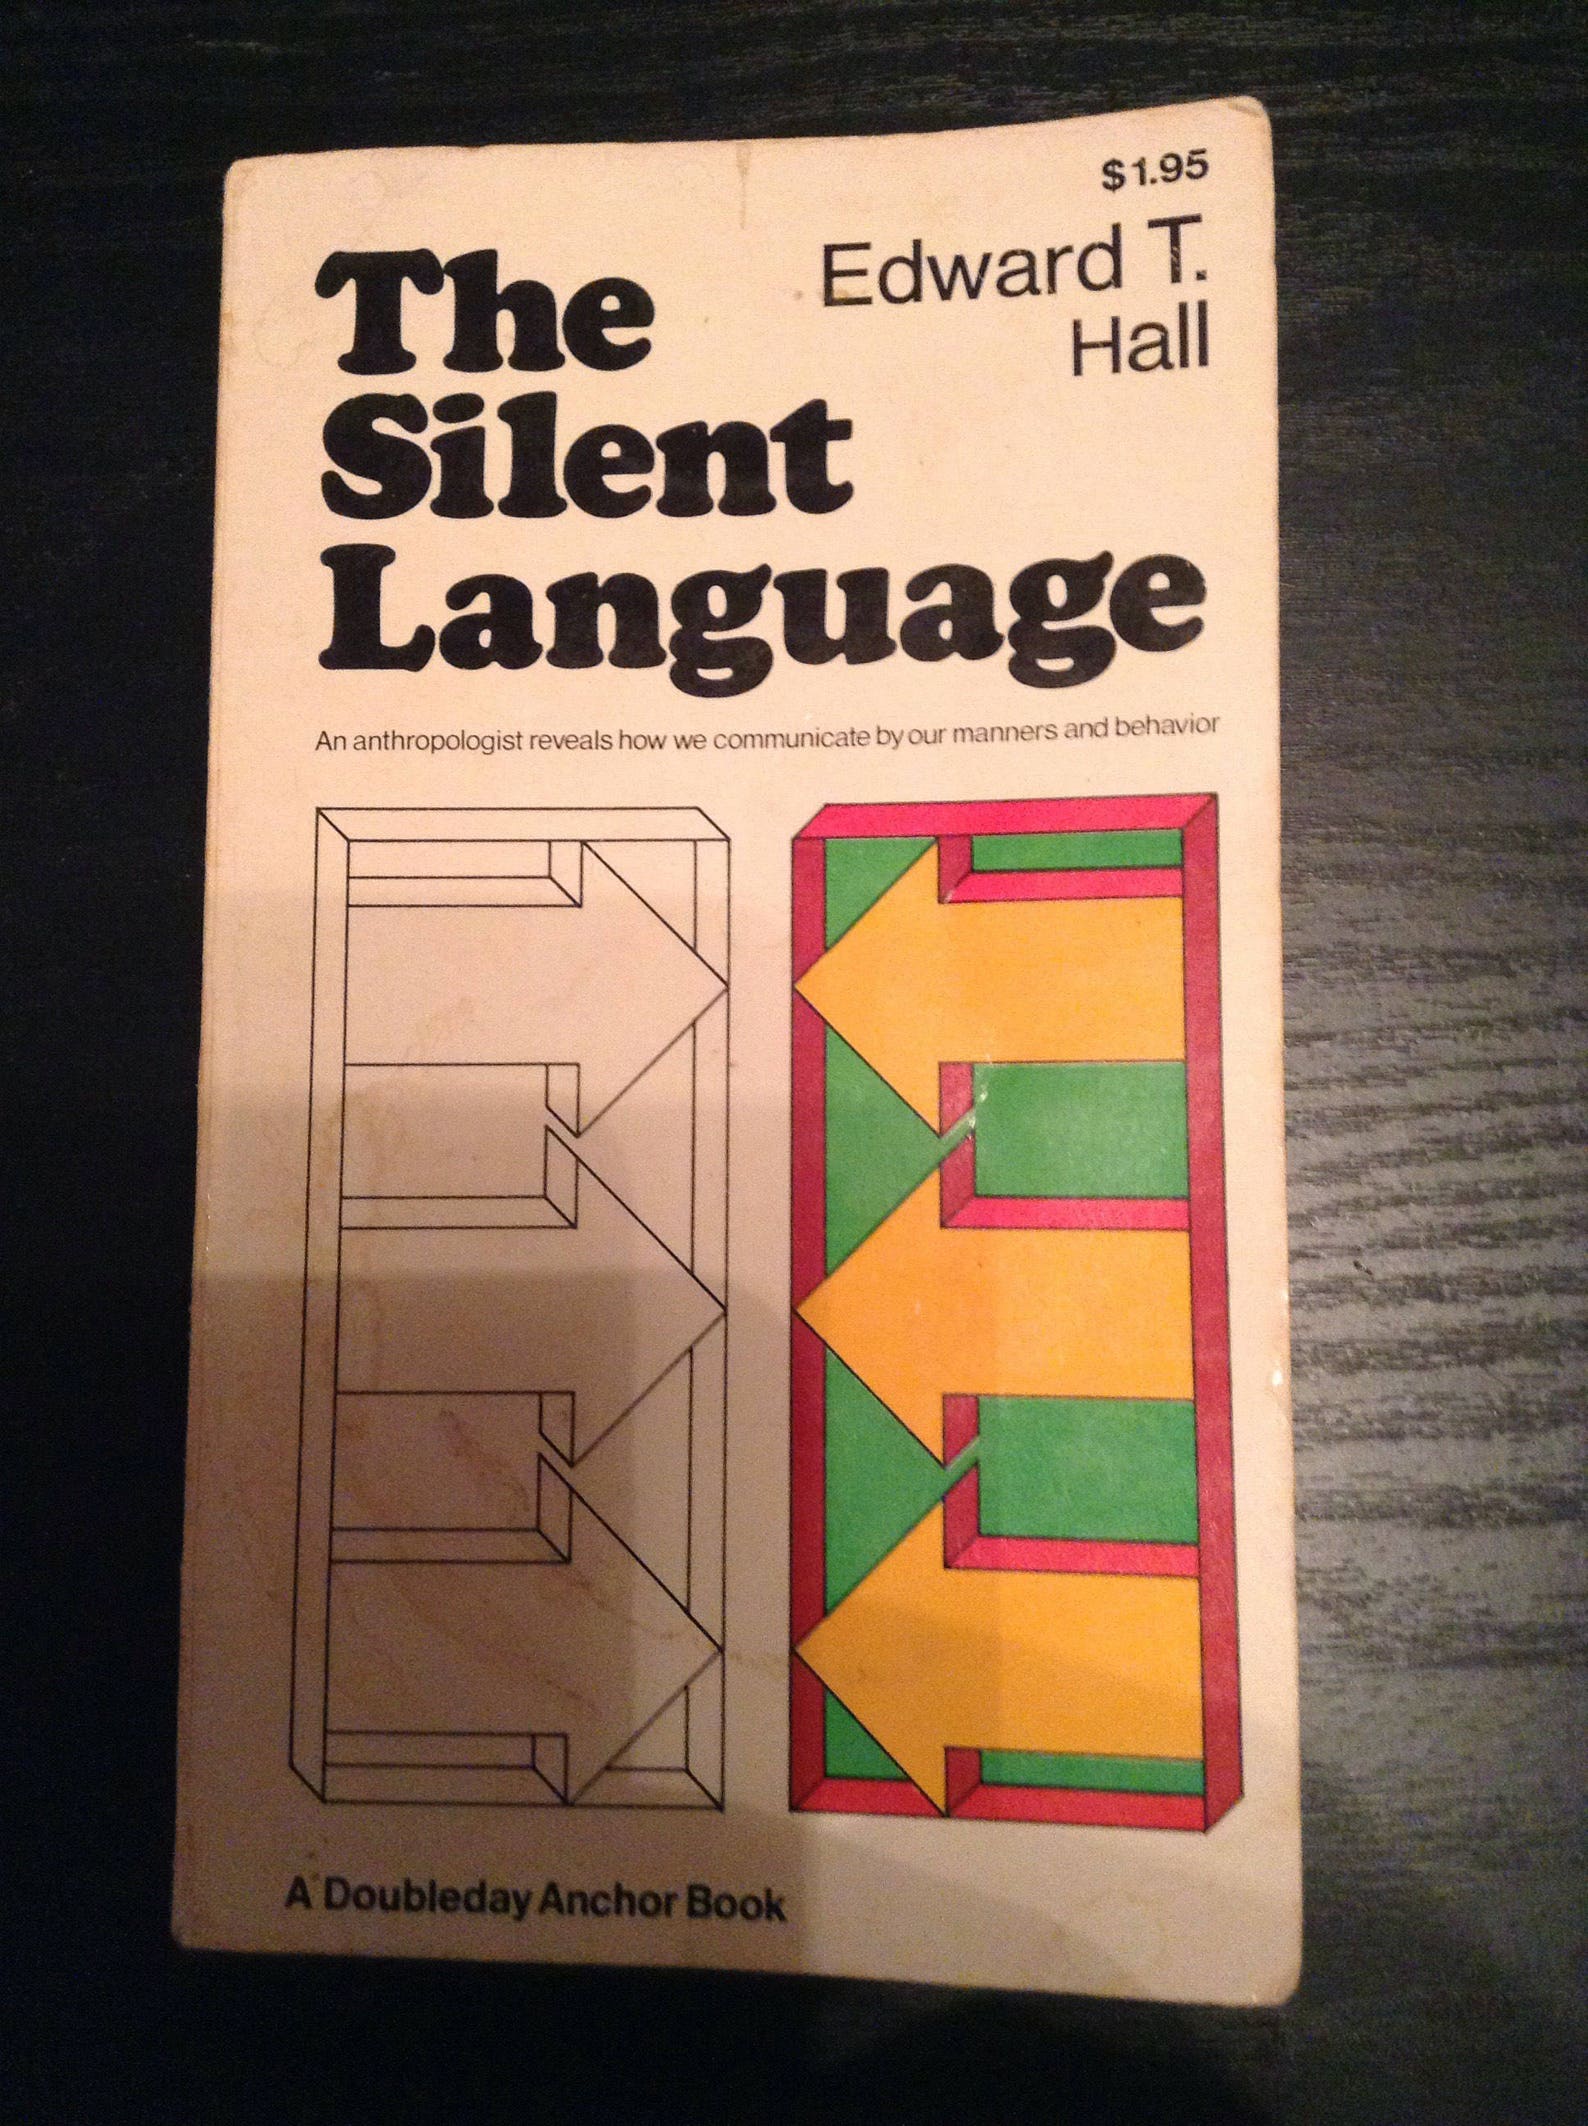 $1.95
Edward T.
Hall
The
Silent
Language
An anthropologist reveals how we communicate by our manners and behavior
A Doubleday Anchor Book